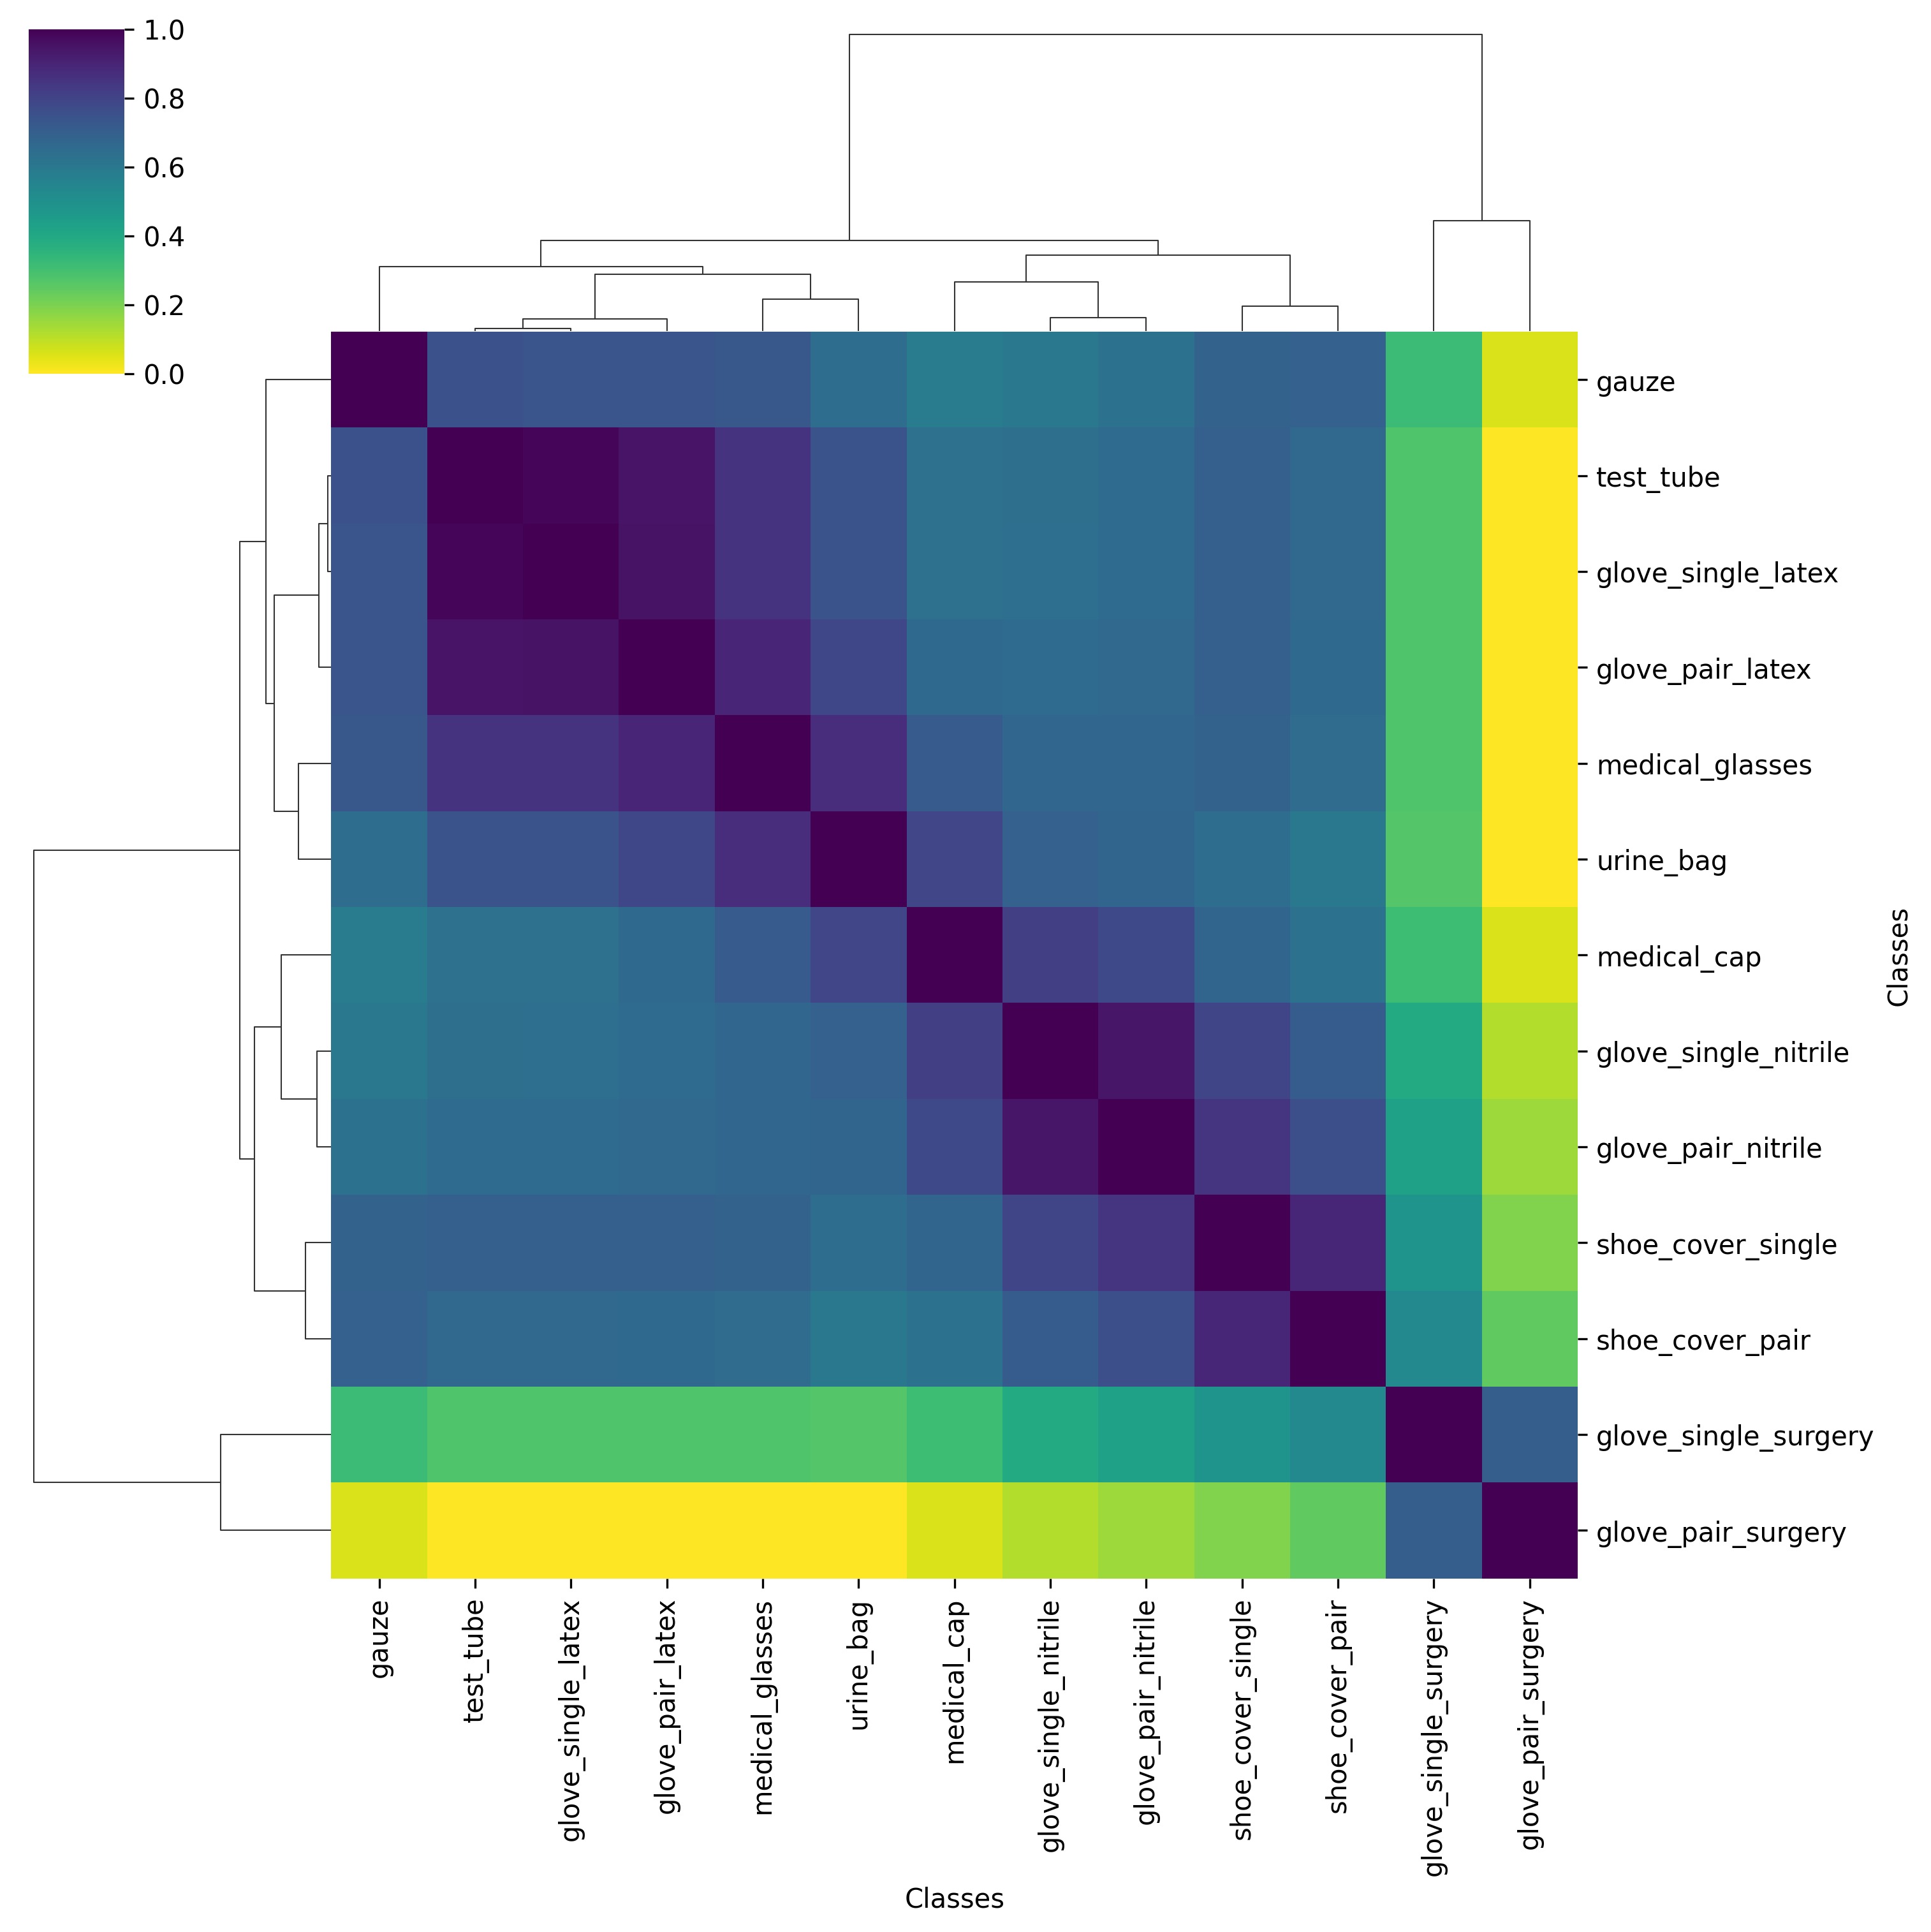 1.0
0.8
0.6
0.4
0.2
0.0
gauze
test_tube
glove_single_latex
glove_pair_latex
medical_glasses
urine_bag
medical_cap
glove_single_nitrile
glove_pair_nitrile
shoe_cover_single
shoe_cover_pair
glove_single_surgery
glove_pair_surgery
Classes
gauze
test_tube
glove_single_latex
glove_pair_latex
medical_glasses
urine_bag
medical_cap
glove_single_nitrile
glove_pair_nitrile
shoe_cover_single
shoe_cover_pair
glove_single_surgery
glove_pair_surgery
Classes